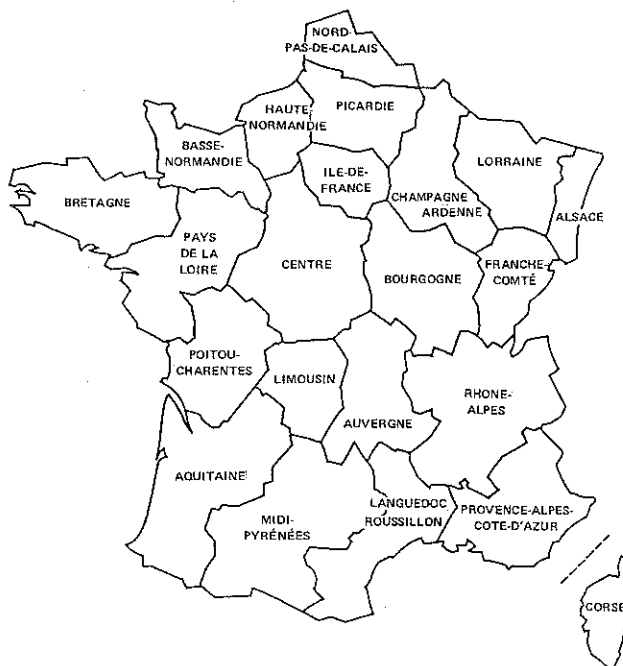 NORD-
PAS-DE-CALAIS
HAUTE
NORMANDIE
PICARDIE
BASSE-
NORMANDIE
ILE-DE-
FRANCE
LORRAINE
CHAMPAGNE
ARDENNE
ALSACE
BRETAGNE
PAYS
DE LA
LOIRE
CENTRE
BOURGOGNE
FRANCHE-
COMTÉ
POITOU-
CHARENTES
LIMOUSIN
AUVERGNE
RHONE-
ALPES
AQUITAINE
MIDI-
PYRÉNÉES
LANGUEDOC
ROUSSILLON
PROVENCE-ALPES-
COTE-D'AZUR
CORSE